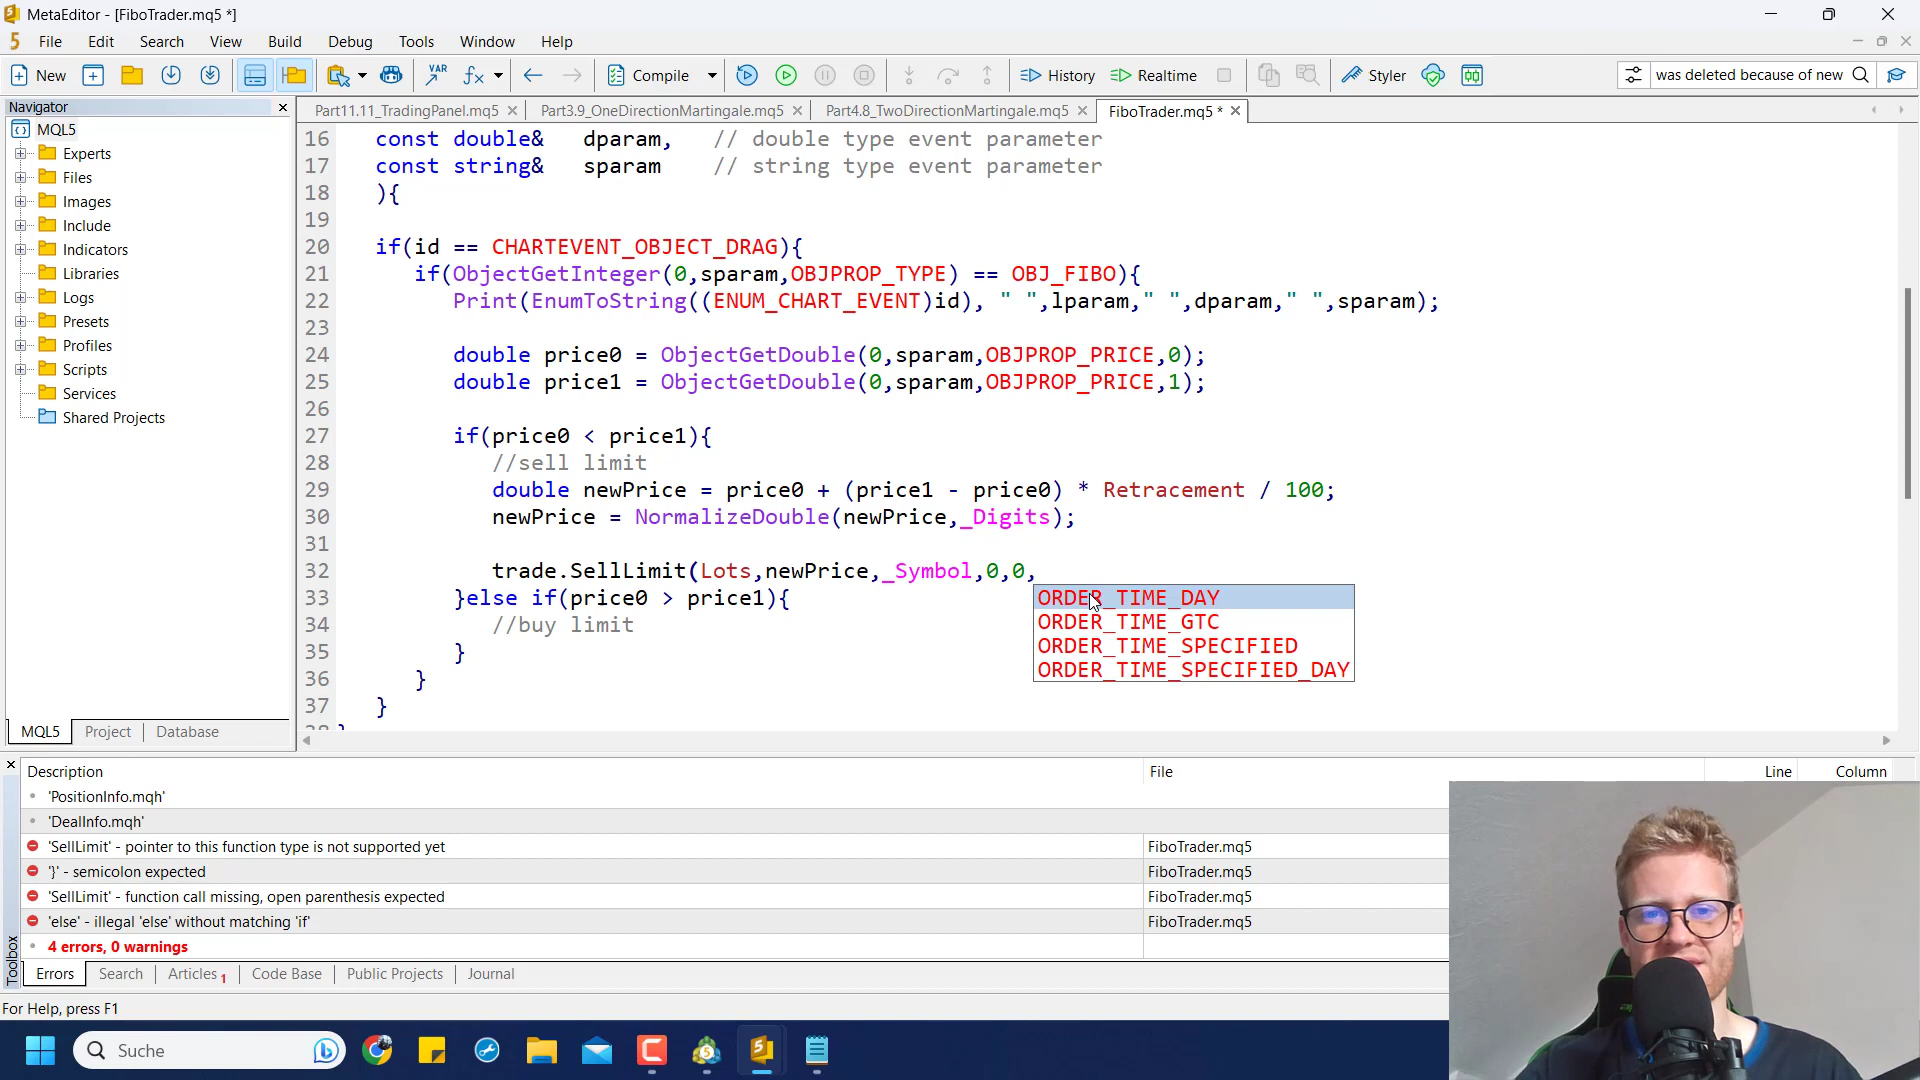 MetaEditor - [FiboTrader.mq5 *]
5 File Edit Search View Build Debug Tools Window Help
New VAR fx Compile History Realtime Styler was deleted because of new
Navigator
Part11.11_TradingPanel.mq5 Part3.9_OneDirectionMartingale.mq5 Part4.8_TwoDirectionMartingale.mq5 FiboTrader.mq5 *
MQL5
Experts
Files
Images
Include
Indicators
Libraries
Logs
Presets
Profiles
Scripts
Services
Shared Projects
16 const double& dparam, // double type event parameter
17 const string& sparam // string type event parameter
18 ){
19
20 if(id == CHARTEVENT_OBJECT_DRAG){
21 if(ObjectGetInteger(0,sparam,OBJPROP_TYPE) == OBJ_FIBO){
22 Print(EnumToString((ENUM_CHART_EVENT)id), " ",lparam," ",dparam," ",sparam);
23
24 double price0 = ObjectGetDouble(0,sparam,OBJPROP_PRICE,0);
25 double price1 = ObjectGetDouble(0,sparam,OBJPROP_PRICE,1);
26
27 if(price0 < price1){
28 //sell limit
29 double newPrice = price0 + (price1 - price0) * Retracement / 100;
30 newPrice = NormalizeDouble(newPrice,_Digits);
31
32 trade.SellLimit(Lots,newPrice,_Symbol,0,0,
33 }else if(price0 > price1){
34 //buy limit
35 }
36 }
37 }
ORDER_TIME_DAY
ORDER_TIME_GTC
ORDER_TIME_SPECIFIED
ORDER_TIME_SPECIFIED_DAY
MQL5 Project Database
Description File Line Column
'PositionInfo.mqh'
'DealInfo.mqh'
'SellLimit' - pointer to this function type is not supported yet FiboTrader.mq5
'}' - semicolon expected FiboTrader.mq5
'SellLimit' - function call missing, open parenthesis expected FiboTrader.mq5
'else' - illegal 'else' without matching 'if' FiboTrader.mq5
4 errors, 0 warnings
Toolbox
Errors Search Articles 1 Code Base Public Projects Journal
For Help, press F1
Suche